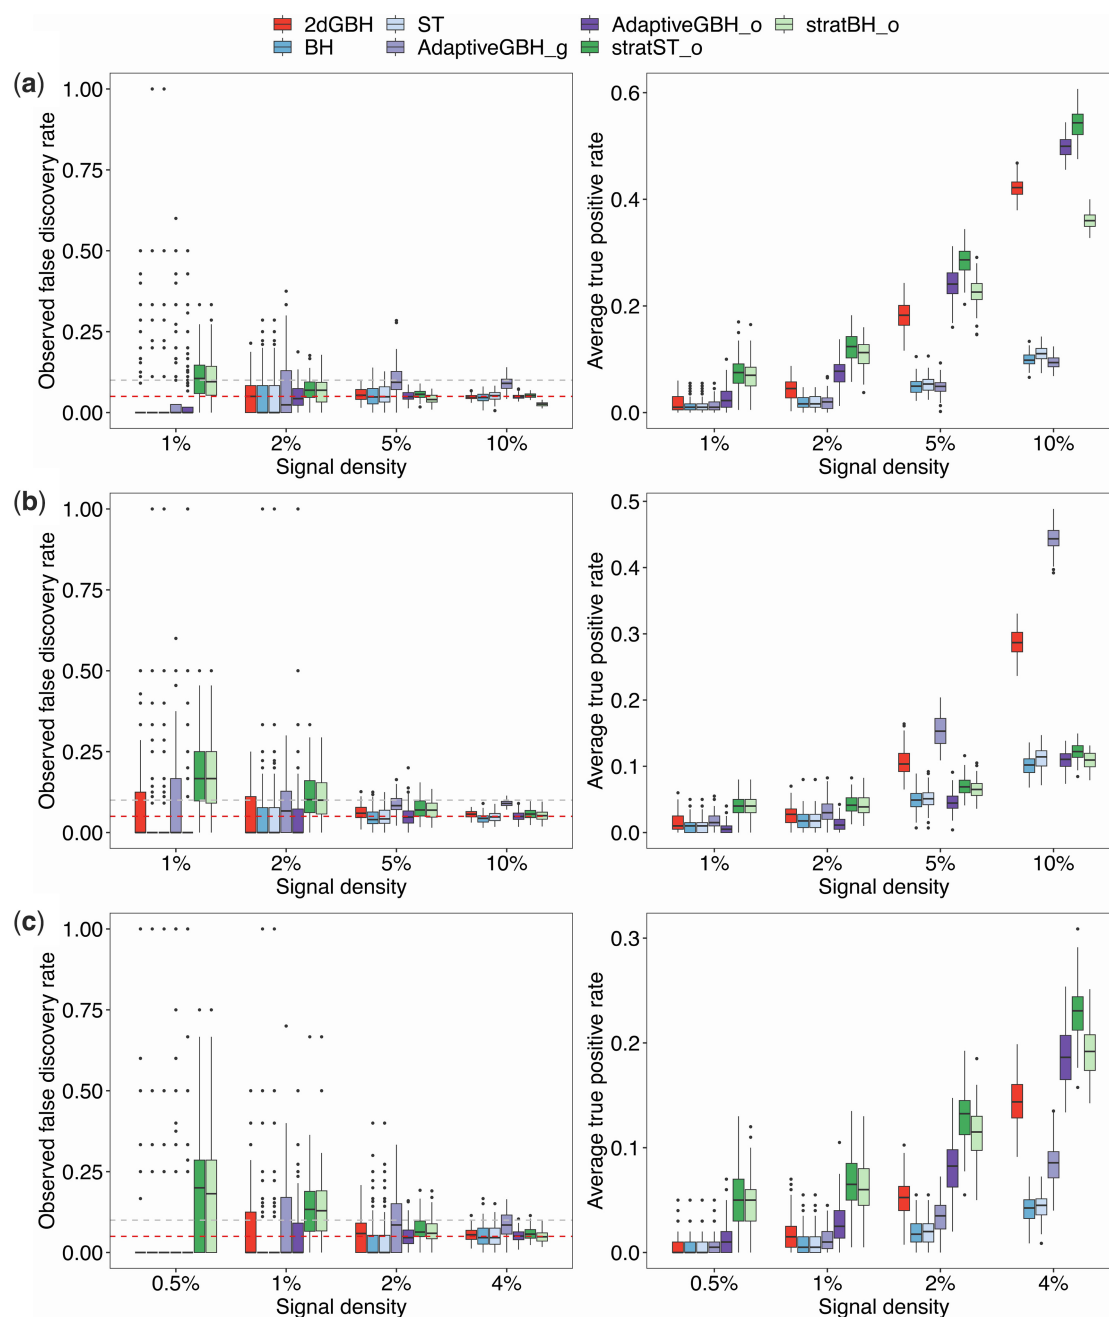 2dGBH ST AdaptiveGBH_o stratBH_o
BH AdaptiveGBH_g stratST_o
(a)
Observed false discovery rate
1.00
0.75
0.50
0.25
0.00
1% 2% 5% 10%
Signal density
Average true positive rate
0.6
0.4
0.2
0.0
1% 2% 5% 10%
Signal density
(b)
Observed false discovery rate
1.00
0.75
0.50
0.25
0.00
1% 2% 5% 10%
Signal density
Average true positive rate
0.5
0.4
0.3
0.2
0.1
0.0
1% 2% 5% 10%
Signal density
(c)
Observed false discovery rate
1.00
0.75
0.50
0.25
0.00
0.5% 1% 2% 4%
Signal density
Average true positive rate
0.3
0.2
0.1
0.0
0.5% 1% 2% 4%
Signal density